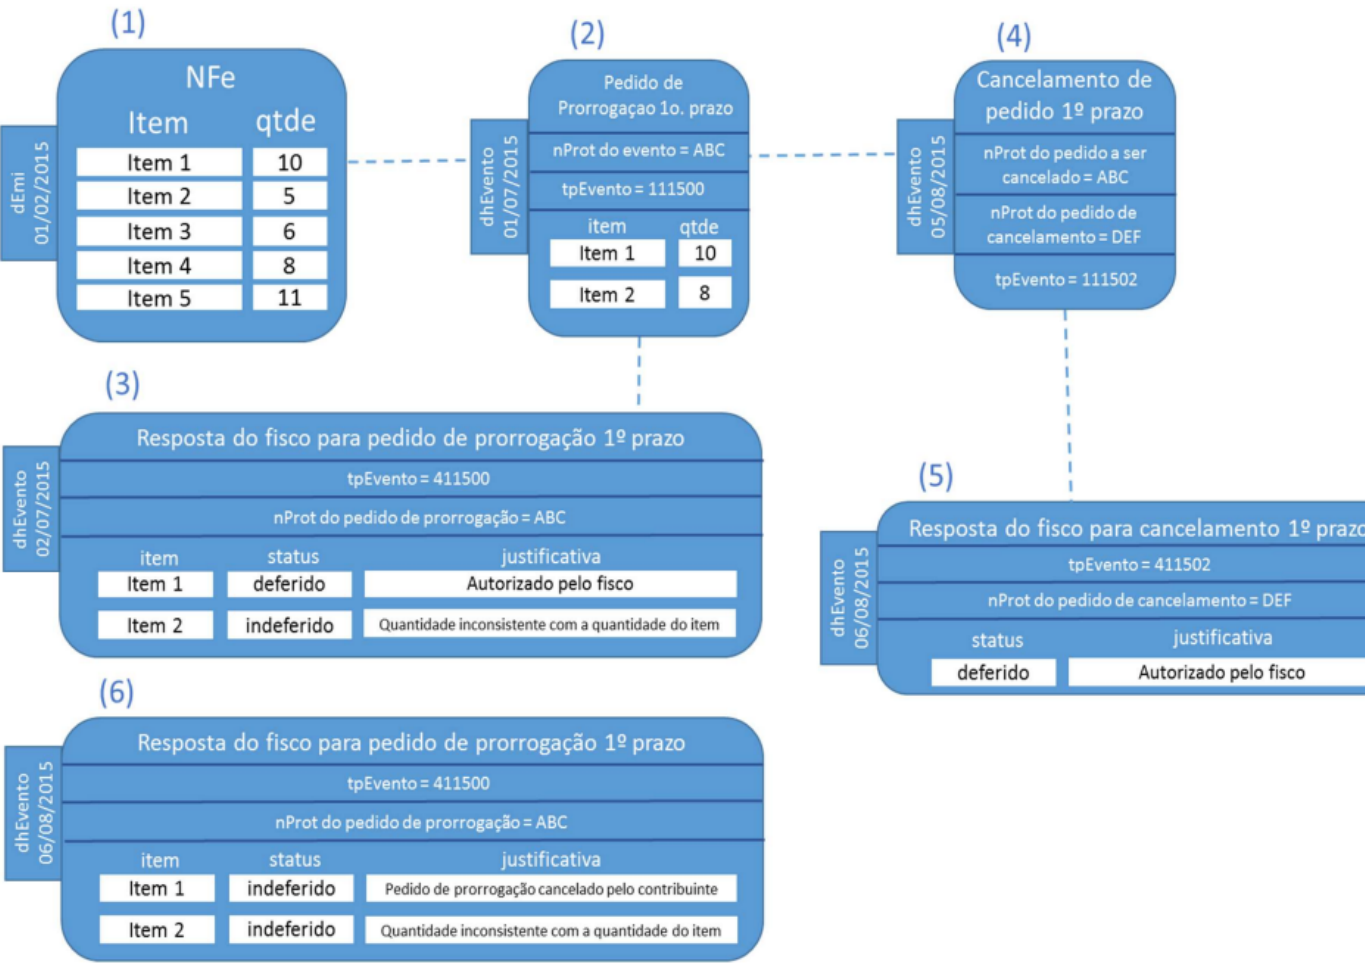 (1)
NFe
Item qtde
Item 1 10
Item 2 5
Item 3 6
Item 4 8
Item 5 11
dEmi
01/02/2015
(2)
Pedido de
Prorrogaçao 1o. prazo
nProt do evento = ABC
tpEvento = 111500
item qtde
Item 1 10
Item 2 8
dhEvento
01/07/2015
(4)
Cancelamento de
pedido 1º prazo
nProt do pedido a ser
cancelado = ABC
nProt do pedido de
cancelamento = DEF
tpEvento = 111502
dhEvento
05/08/2015
(3)
Resposta do fisco para pedido de prorrogação 1º prazo
tpEvento = 411500
nProt do pedido de prorrogação = ABC
item status justificativa
Item 1 deferido Autorizado pelo fisco
Item 2 indeferido Quantidade inconsistente com a quantidade do item
dhEvento
02/07/2015
(5)
Resposta do fisco para cancelamento 1º prazo
tpEvento = 411502
nProt do pedido de cancelamento = DEF
status justificativa
deferido Autorizado pelo fisco
dhEvento
06/08/2015
(6)
Resposta do fisco para pedido de prorrogação 1º prazo
tpEvento = 411500
nProt do pedido de prorrogação = ABC
item status justificativa
Item 1 indeferido Pedido de prorrogação cancelado pelo contribuinte
Item 2 indeferido Quantidade inconsistente com a quantidade do item
dhEvento
06/08/2015